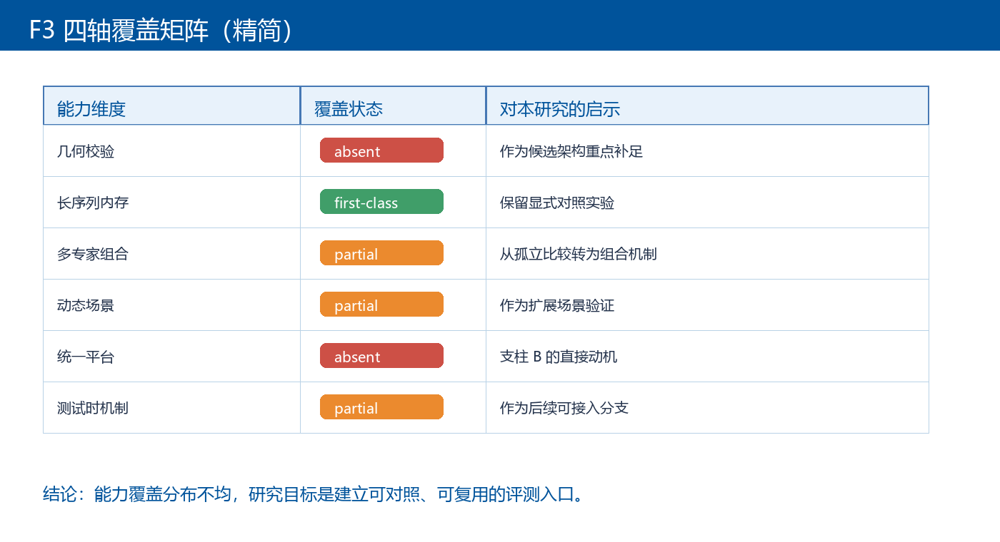 F3 四轴覆盖矩阵（精简）
能力维度 覆盖状态 对本研究的启示
几何校验 absent 作为候选架构重点补足
长序列内存 first-class 保留显式对照实验
多专家组合 partial 从孤立比较转为组合机制
动态场景 partial 作为扩展场景验证
统一平台 absent 支柱 B 的直接动机
测试时机制 partial 作为后续可接入分支
结论：能力覆盖分布不均，研究目标是建立可对照、可复用的评测入口。